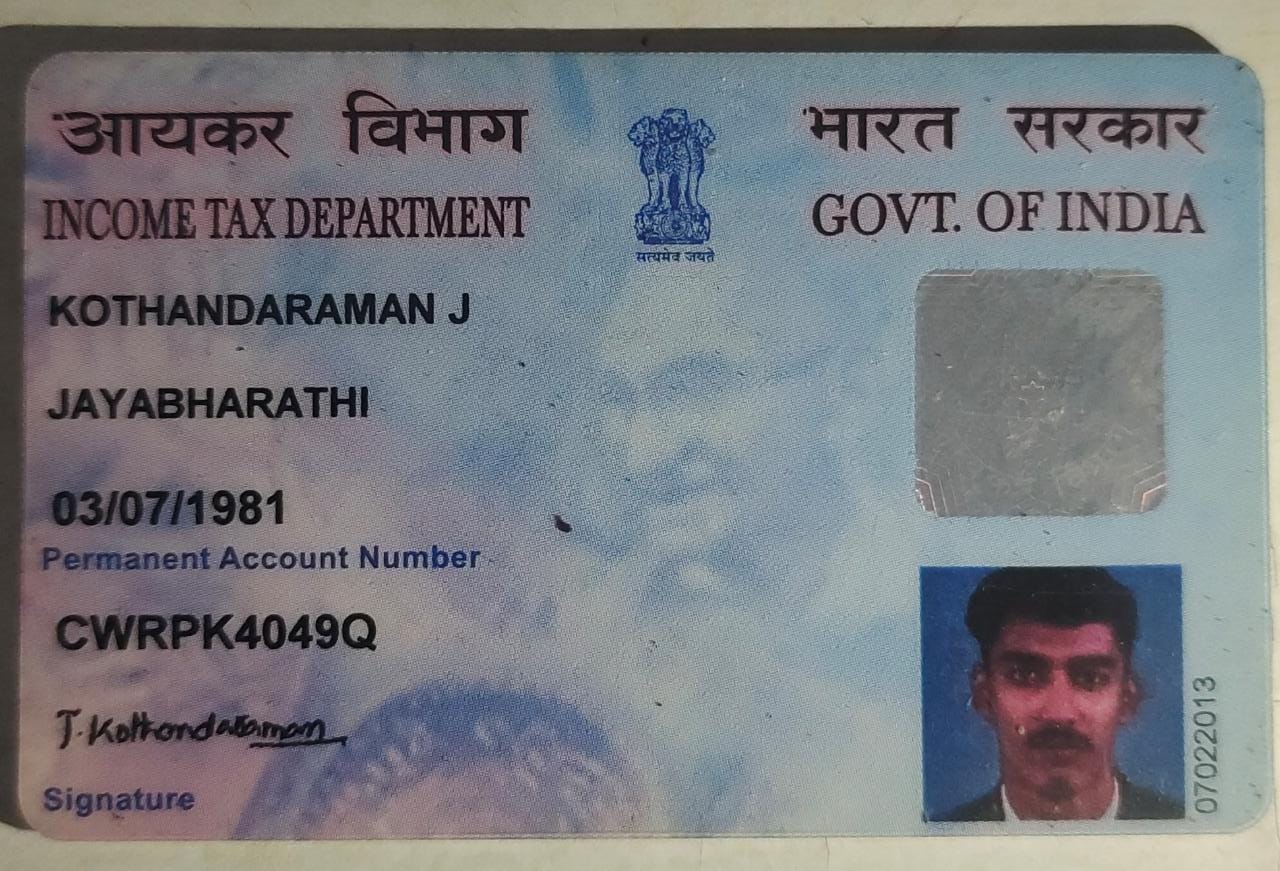 आयकर विभाग
INCOME TAX DEPARTMENT
सत्यमेव जयते
भारत सरकार
GOVT. OF INDIA
KOTHANDARAMAN J
JAYABHARATHI
03/07/1981
Permanent Account Number
CWRPK4049Q
J. Kothandaraman
Signature
07022013